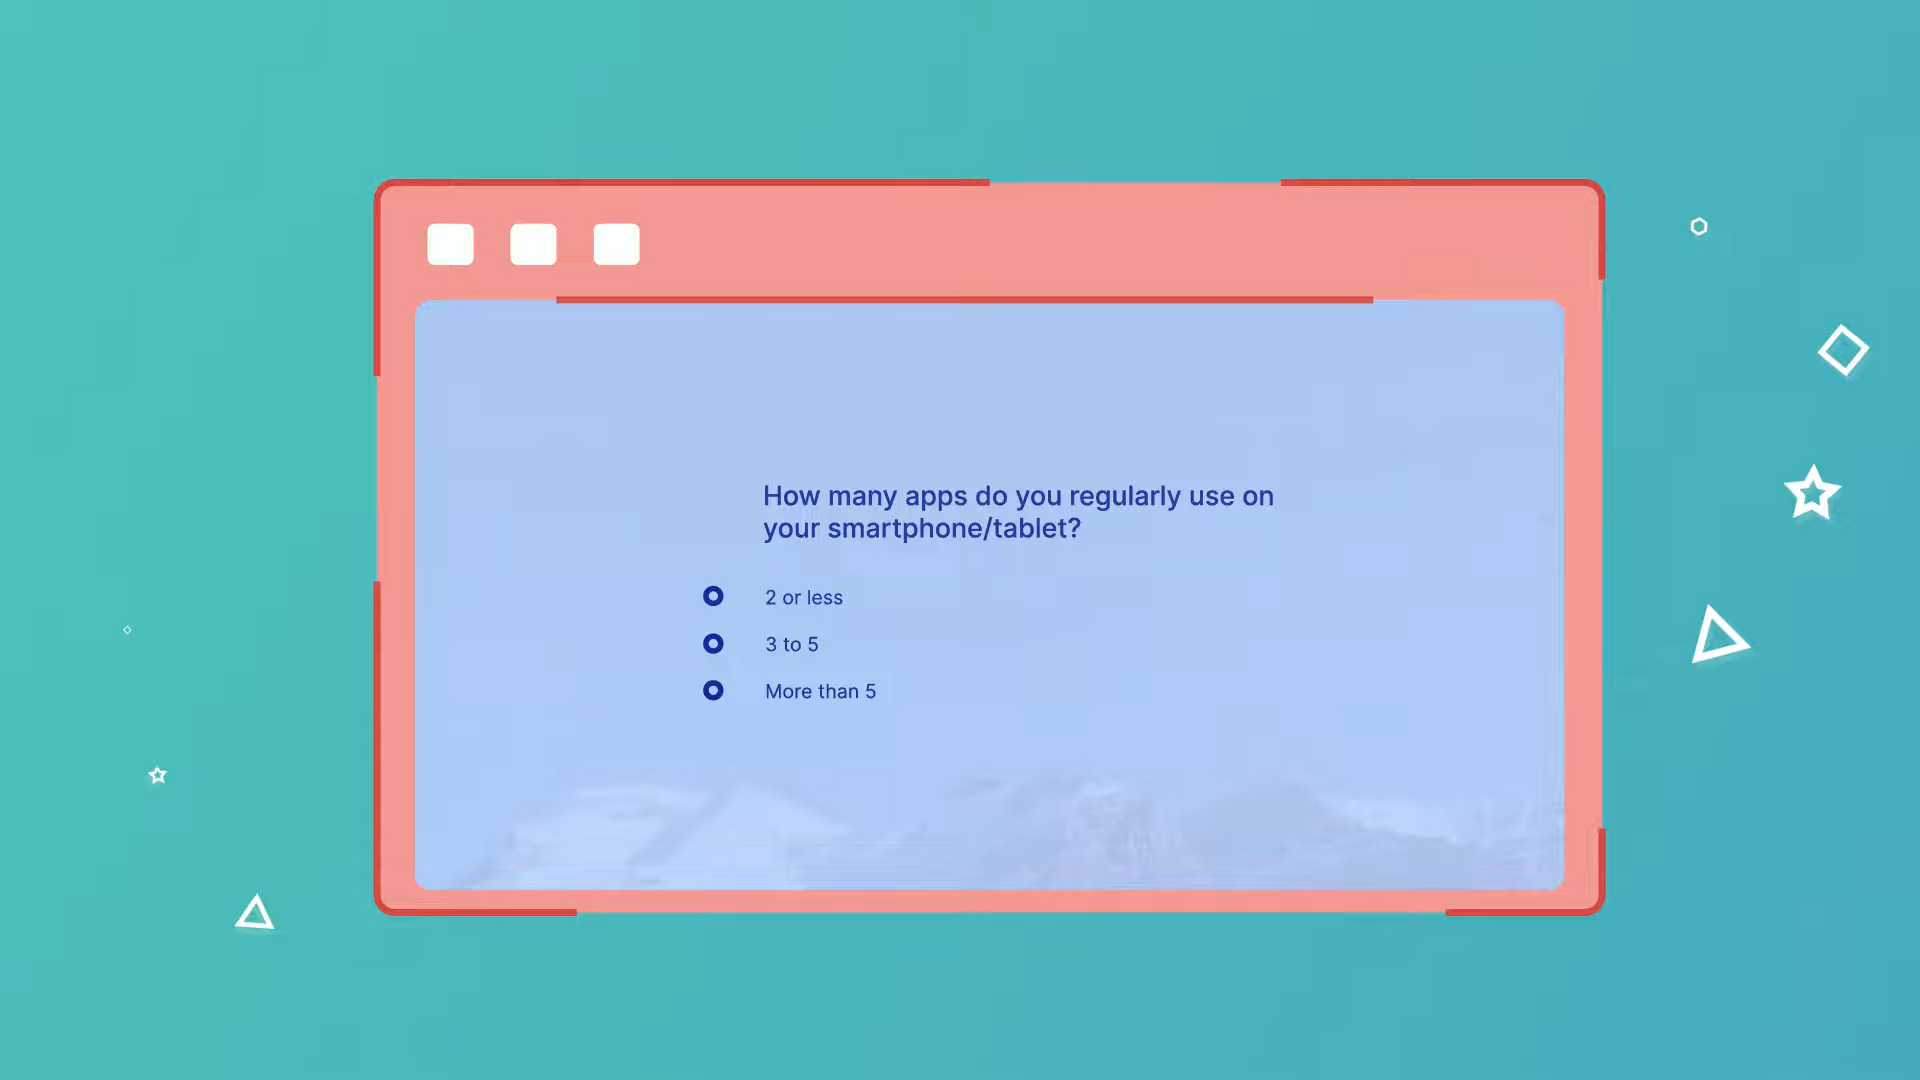 How many apps do you regularly use on
your smartphone/tablet?
2 or less
3 to 5
More than 5